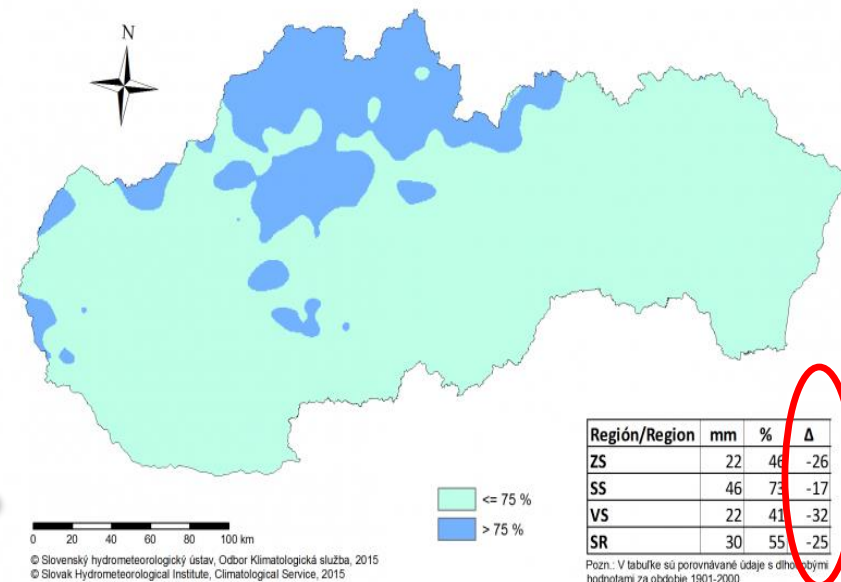 N
Región/Region mm % Δ
ZS 22 46 -26
SS 46 73 -17
VS 22 41 -32
SR 30 55 -25
<= 75 %
> 75 %
0 20 40 60 80 100 km
© Slovenský hydrometeorologický ústav, Odbor Klimatologická služba, 2015
© Slovak Hydrometeorological Institute, Climatological Service, 2015
Pozn.: V tabuľke sú porovnávané údaje s dlhodobými
hodnotami za obdobie 1901-2000